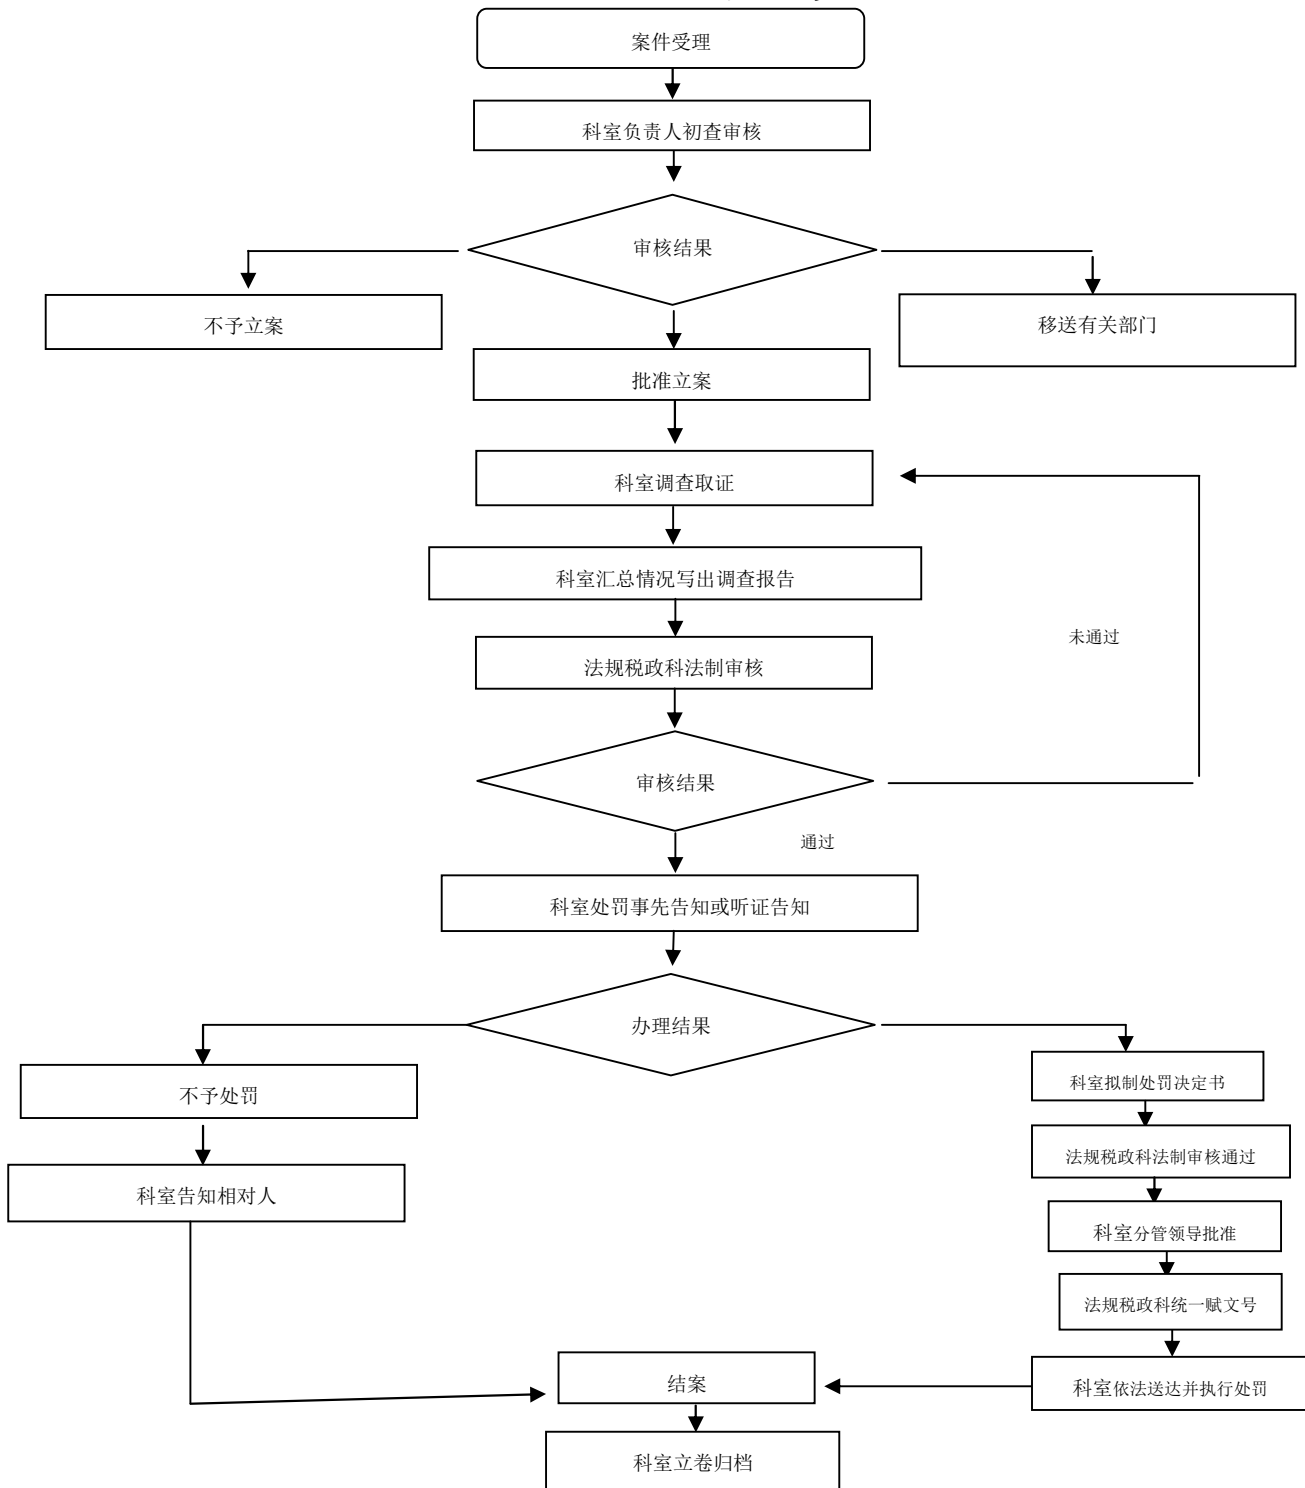 案件受理
科室负责人初查审核
审核结果
不予立案
移送有关部门
批准立案
科室调查取证
科室汇总情况写出调查报告
未通过
法规税政科法制审核
审核结果
通过
科室处罚事先告知或听证告知
办理结果
不予处罚
科室告知相对人
科室拟制处罚决定书
法规税政科法制审核通过
科室分管领导批准
法规税政科统一赋文号
科室依法送达并执行处罚
结案
科室立卷归档